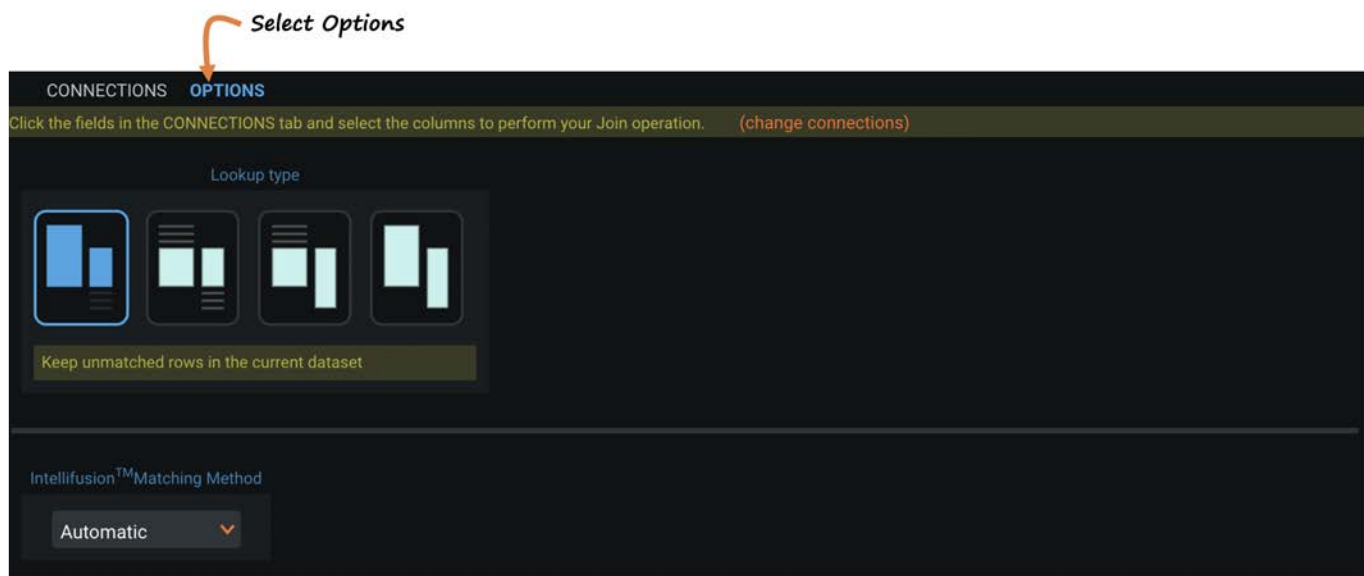 Select Options
CONNECTIONS OPTIONS
Click the fields in the CONNECTIONS tab and select the columns to perform your Join operation. (change connections)
Lookup type
Keep unmatched rows in the current dataset
Intellifusion™Matching Method
Automatic